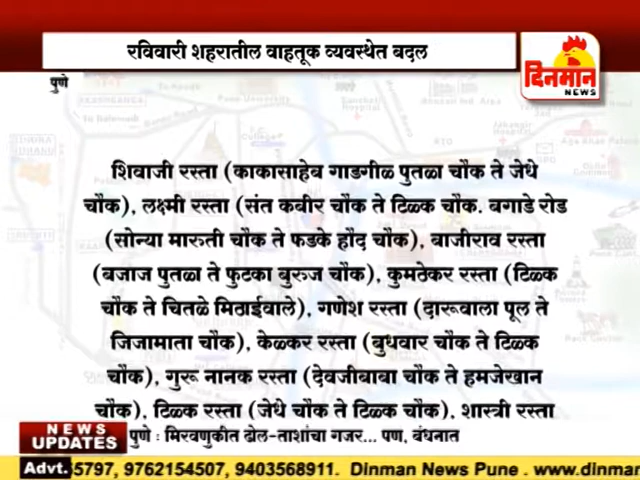 रविवारी शहरातील वाहतूक व्यवस्थेत बदल
दिनमान
NEWS
पुणे
शिवाजी रस्ता (काकासाहेब गाडगीळ पुतळा चौक ते जेधे
चौक), लक्ष्मी रस्ता (संत कबीर चौक ते टिळक चौक. बगाडे रोड
(सोन्या मारुती चौक ते फडके हौद चौक), बाजीराव रस्ता
(बजाज पुतळा ते फुटका बुरुज चौक), कुमठेकर रस्ता (टिळक
चौक ते चितळे मिठाईवाले), गणेश रस्ता (दारूवाला पूल ते
जिजामाता चौक), केळकर रस्ता (बुधवार चौक ते टिळक
चौक), गुरू नानक रस्ता (देवजीबाबा चौक ते हमजेखान
चौक), टिळक रस्ता (जेधे चौक ते टिळक चौक), शास्त्री रस्ता
NEWS
UPDATES
पुणे : मिरवणुकीत ढोल-ताशांचा गजर... पण, बंधनात
Advt. 65797, 9762154507, 9403568911. Dinman News Pune . www.dinman